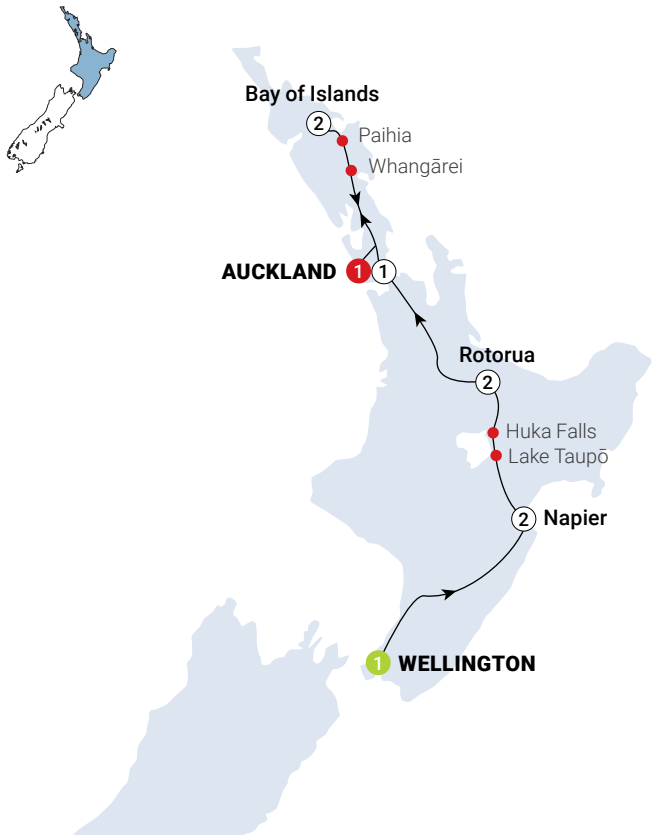 Bay of Islands
2
Paihia
Whangārei
AUCKLAND 1 1
Rotorua
2
Huka Falls
Lake Taupō
2 Napier
1 WELLINGTON